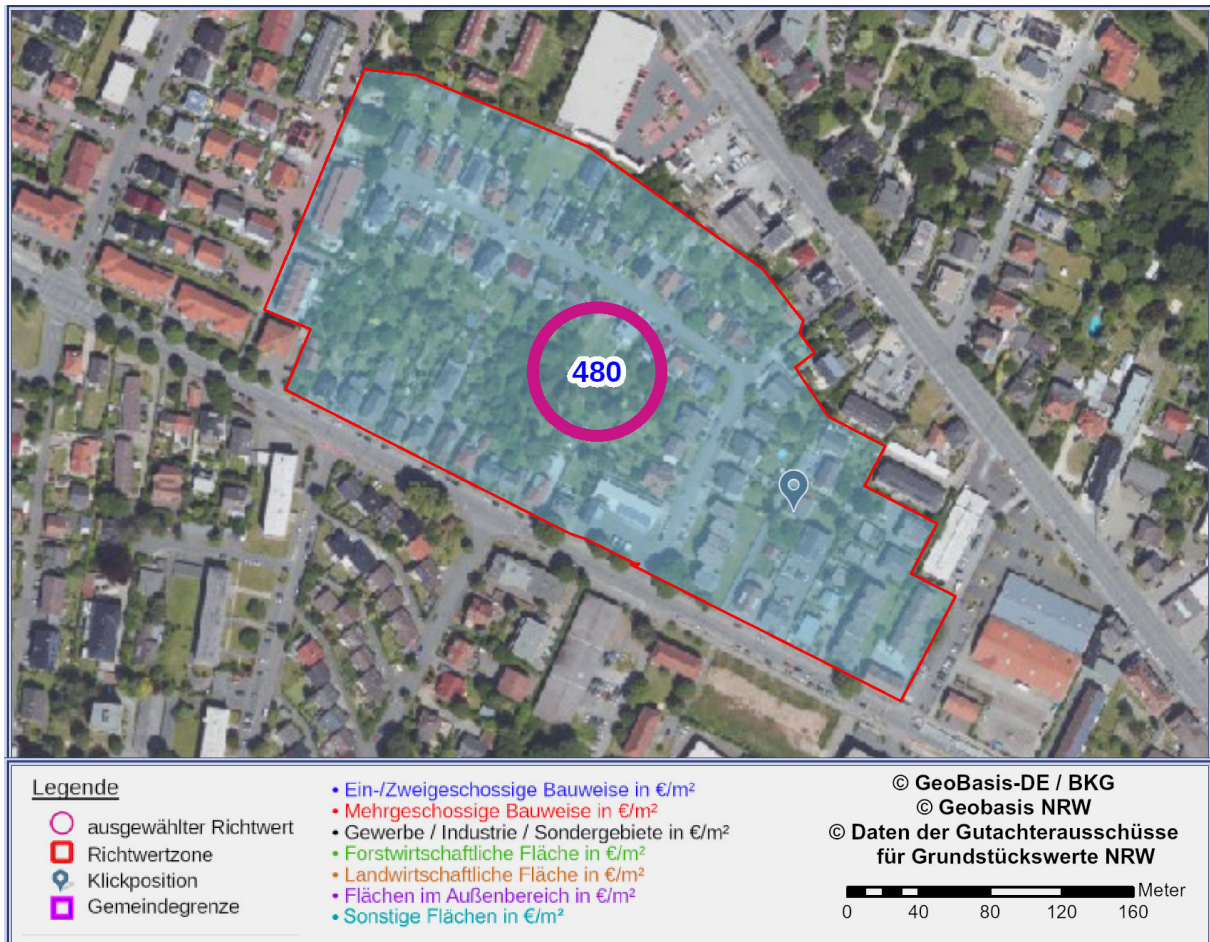 480
Legende
ausgewählter Richtwert
Richtwertzone
Klickposition
Gemeindegrenze
• Ein-/Zweigeschossige Bauweise in €/m²
• Mehrgeschossige Bauweise in €/m²
• Gewerbe / Industrie / Sondergebiete in €/m²
• Forstwirtschaftliche Fläche in €/m²
• Landwirtschaftliche Fläche in €/m²
• Flächen im Außenbereich in €/m²
• Sonstige Flächen in €/m²
© GeoBasis-DE / BKG
© Geobasis NRW
© Daten der Gutachterausschüsse
für Grundstückswerte NRW
Meter
0 40 80 120 160